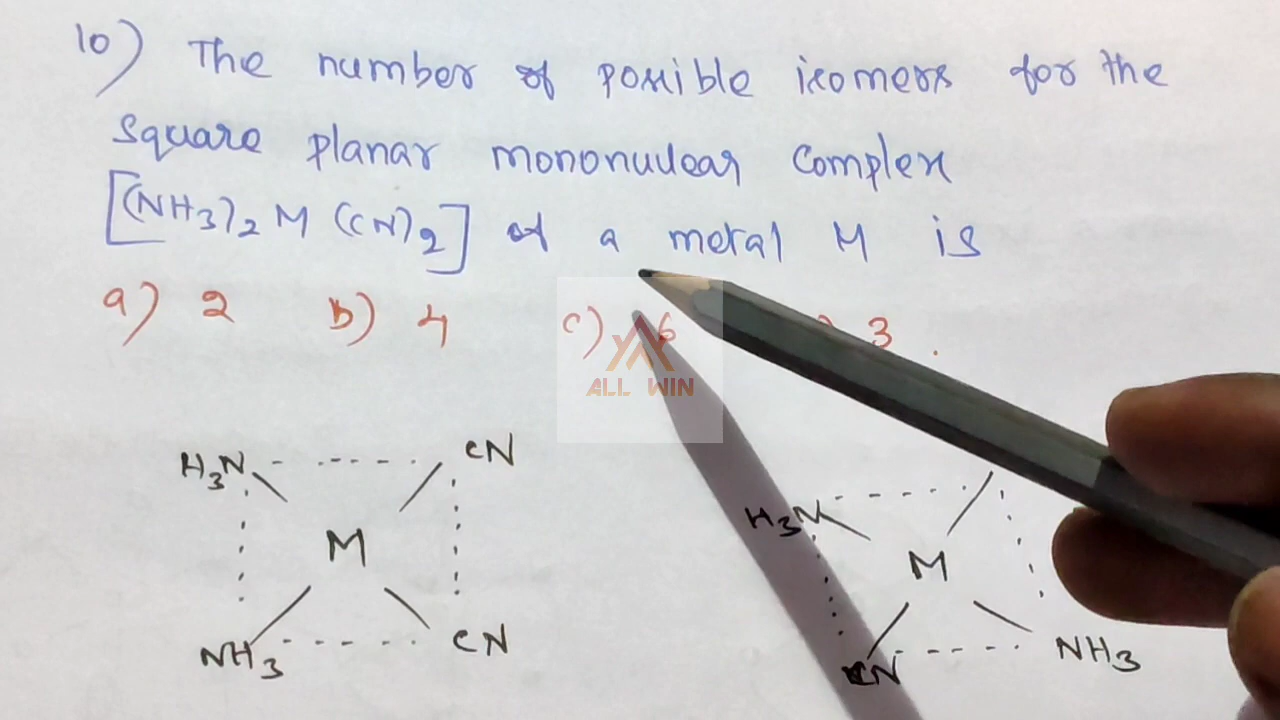 10) The number of possible isomers for the
square planar mononulear complex
[(NH3)2 M (CN)2] of a metal M is
a) 2 b) 4 c) 6 3.
ALL WIN
H3N CN
M
NH3 CN
H3N
M
CN NH3